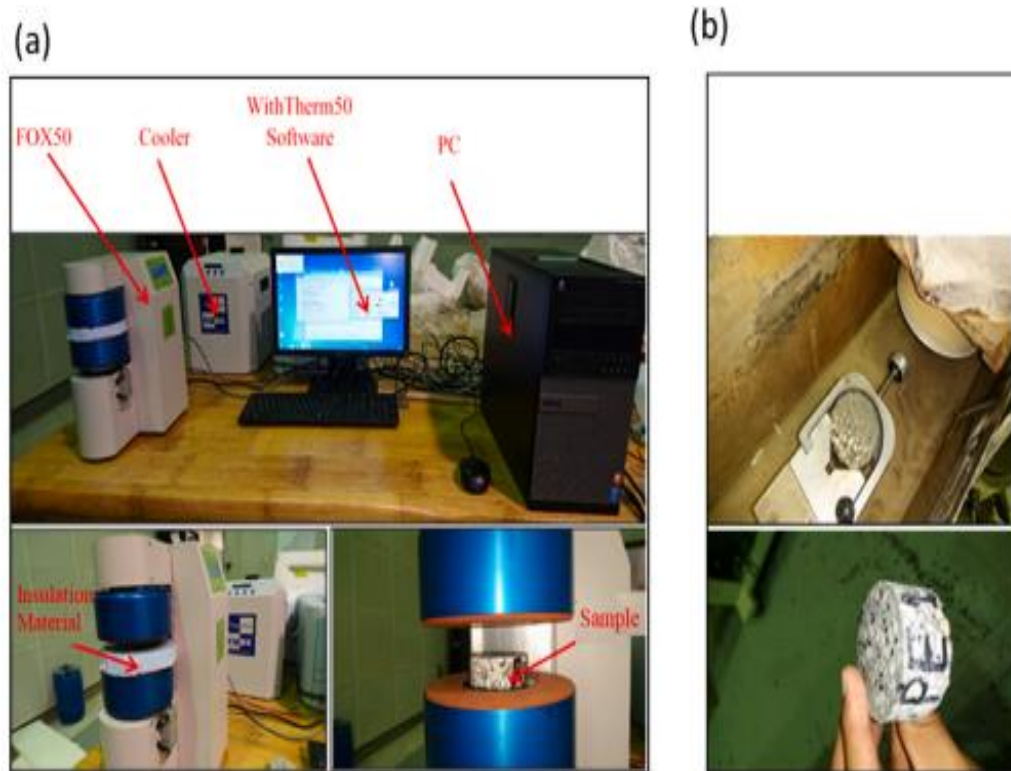 (a)
(b)
WithTherm50
Software
FOX50
Cooler
PC
Insulation
Material
Sample